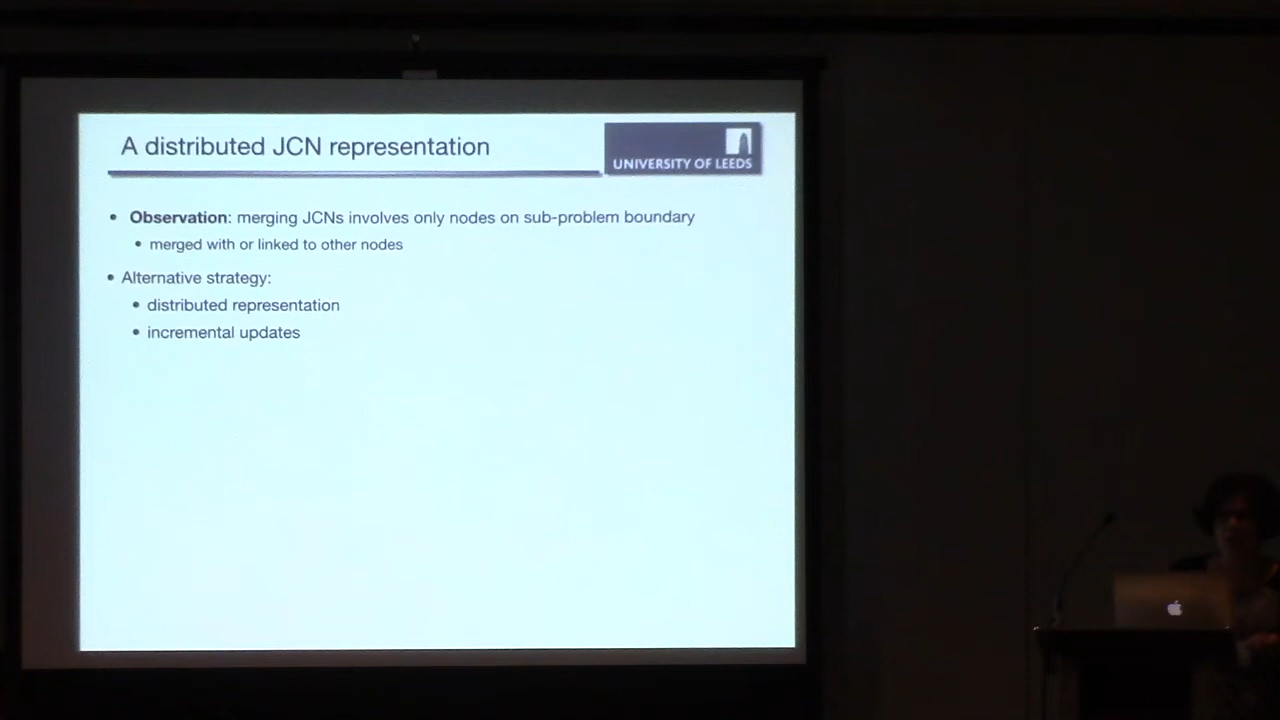 A distributed JCN representation
UNIVERSITY OF LEEDS
• Observation: merging JCNs involves only nodes on sub-problem boundary
• merged with or linked to other nodes
• Alternative strategy:
• distributed representation
• incremental updates